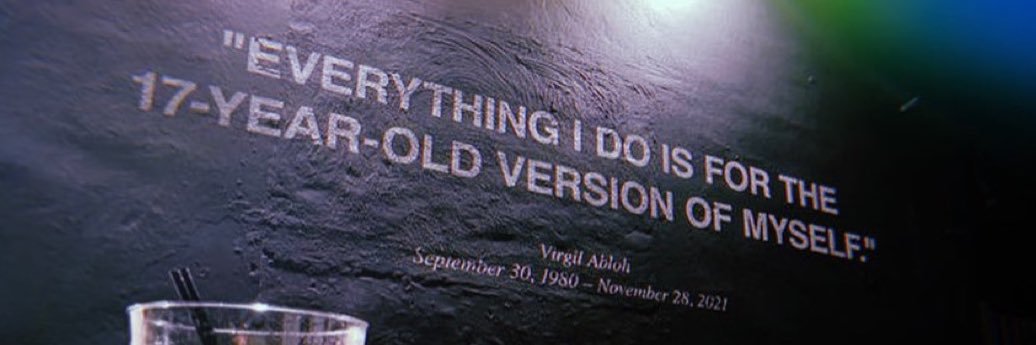 "EVERYTHING I DO IS FOR THE
17-YEAR-OLD VERSION OF MYSELF."
Virgil Abloh
September 30, 1980 – November 28, 2021